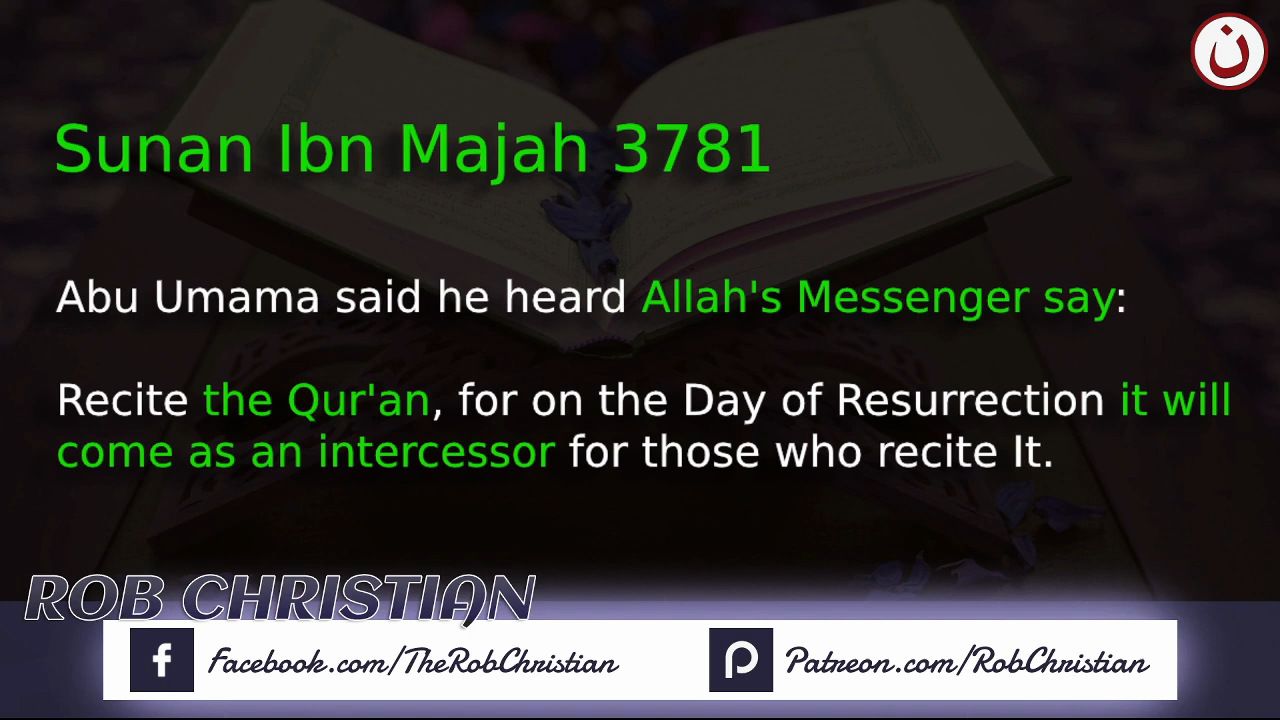 ن
Sunan Ibn Majah 3781
Abu Umama said he heard Allah's Messenger say:
Recite the Qur'an, for on the Day of Resurrection it will
come as an intercessor for those who recite It.
ROB CHRISTIAN
f Facebook.com/TheRobChristian
Patreon.com/RobChristian